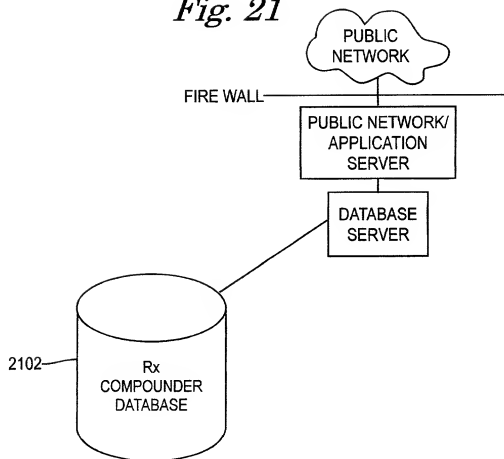 Fig. 21
PUBLIC
NETWORK
FIRE WALL
PUBLIC NETWORK/
APPLICATION
SERVER
DATABASE
SERVER
2102
Rx
COMPOUNDER
DATABASE